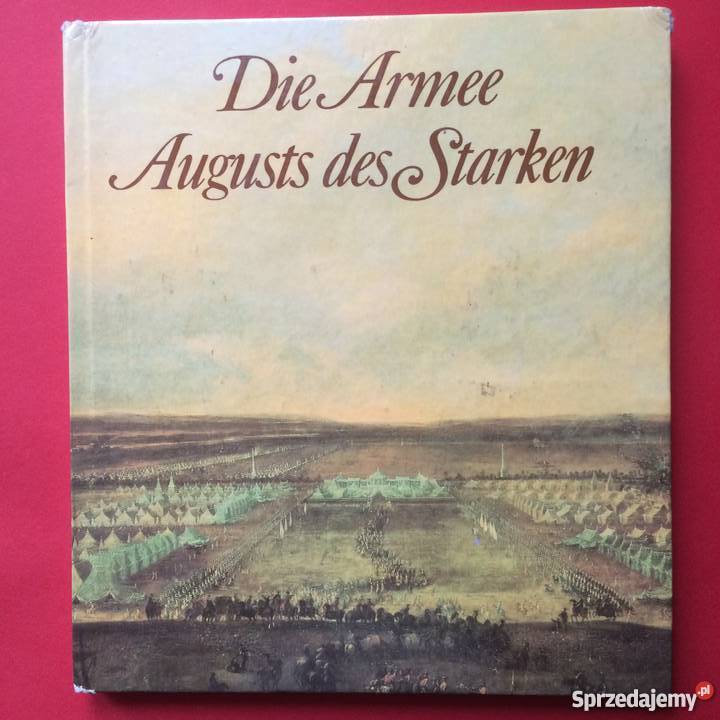 Die Armee
Augusts des Starken
Sprzedajemy.pl